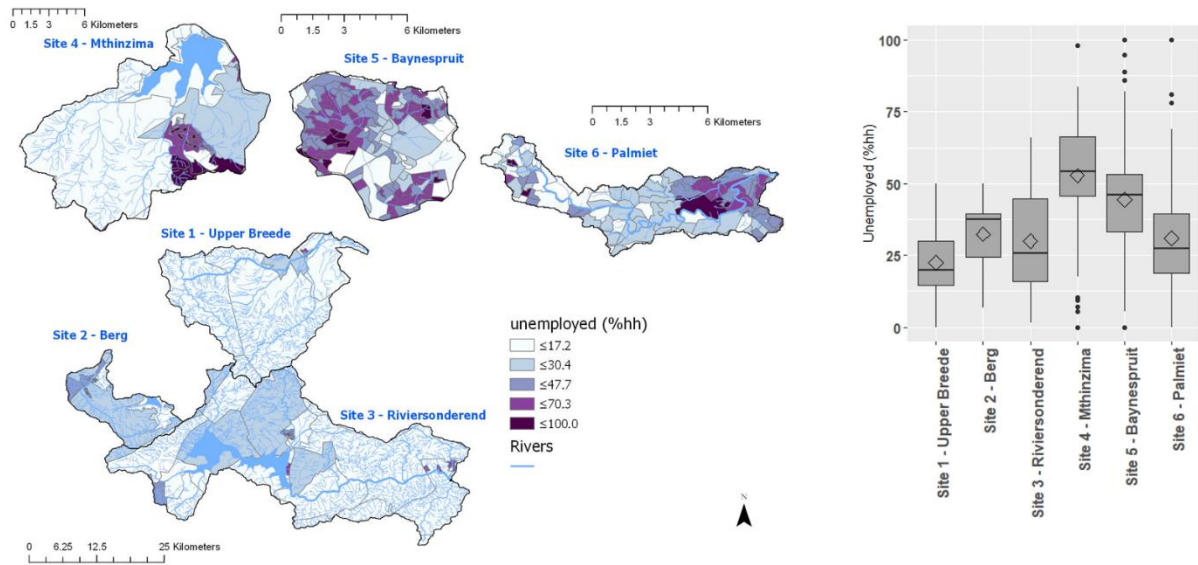 0 1.5 3 6 Kilometers
Site 4 - Mthinzima
0 1.5 3 6 Kilometers
Site 5 - Baynespruit
0 1.5 3 6 Kilometers
Site 6 - Palmiet
Site 1 - Upper Breede
Site 2 - Berg
Site 3 - Riviersonderend
unemployed (%hh)
≤17.2
≤30.4
≤47.7
≤70.3
≤100.0
Rivers
N
0 6.25 12.5 25 Kilometers
Unemployed (%hh)
100
75
50
25
0
Site 1 - Upper Breede
Site 2 - Berg
Site 3 - Riviersonderend
Site 4 - Mthinzima
Site 5 - Baynespruit
Site 6 - Palmiet